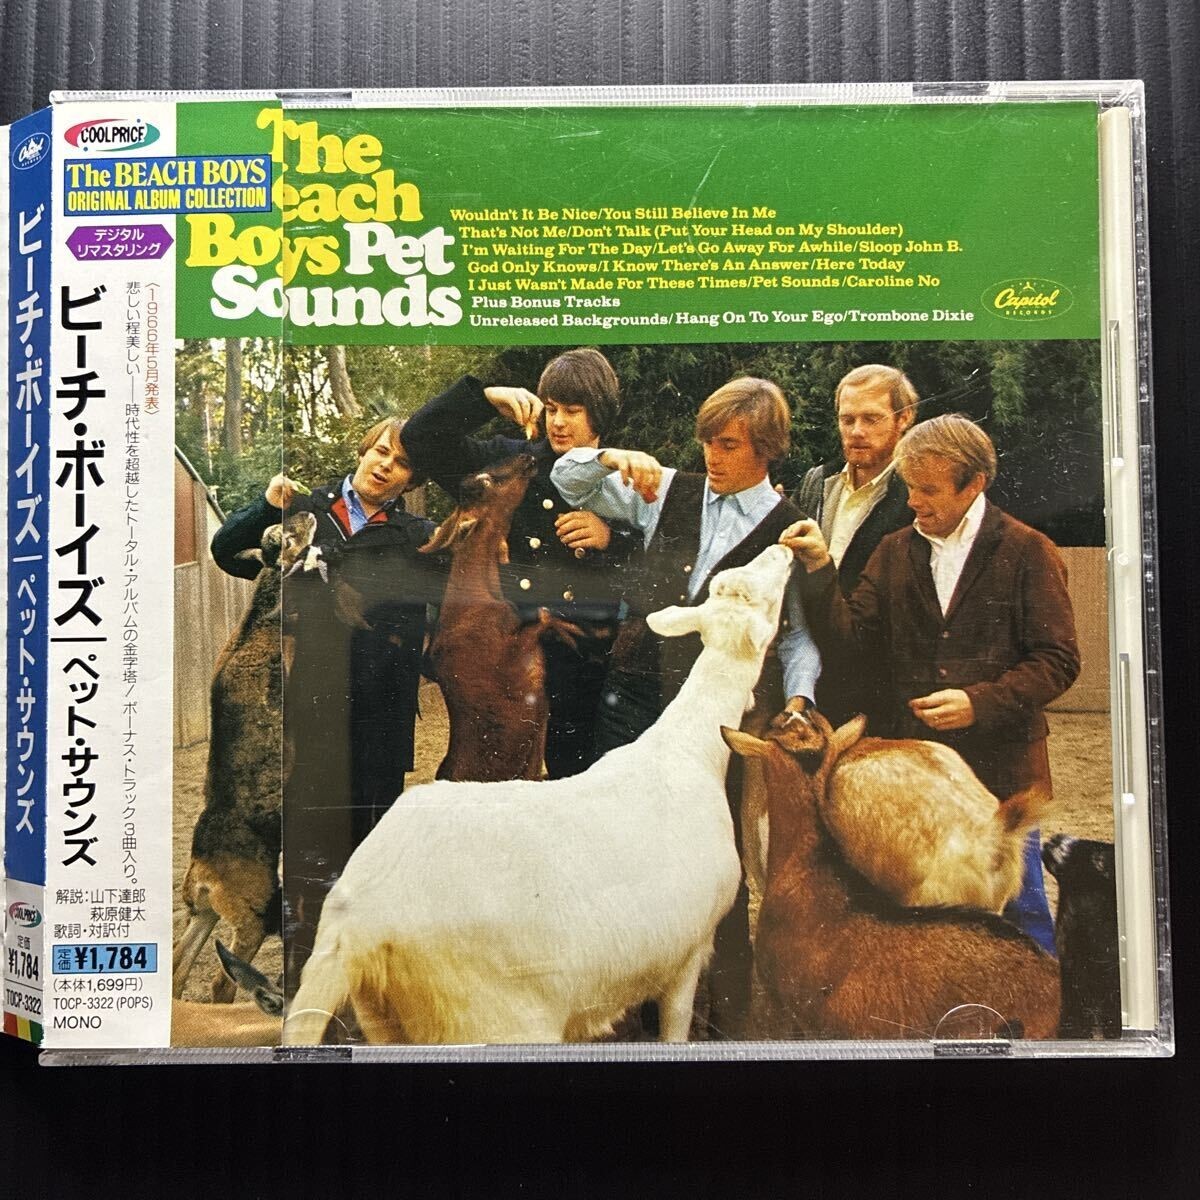 Capitol
RECORDS
ビーチ・ボーイズ/ペット・サウンズ
COOLPRICE
定価
¥1,784
TOCP-3322
COOLPRICE
The BEACH BOYS
ORIGINAL ALBUM COLLECTION
デジタル
リマスタリング
ビーチ・ボーイズ/ペット・サウンズ
〈1966年5月発表〉
悲しい程美しい——時代性を超越したトータル・アルバムの金字塔!ボーナス・トラック3曲入り。
解説:山下達郎
萩原健太
歌詞・対訳付
定価 ¥1,784
(本体1,699円)
TOCP-3322 (POPS)
MONO
The
Beach
Boys Pet
Sounds
Wouldn't It Be Nice/You Still Believe In Me
That's Not Me/Don't Talk (Put Your Head on My Shoulder)
I'm Waiting For The Day/Let's Go Away For Awhile/Sloop John B.
God Only Knows/I Know There's An Answer/Here Today
I Just Wasn't Made For These Times/Pet Sounds/Caroline No
Plus Bonus Tracks
Unreleased Backgrounds/Hang On To Your Ego/Trombone Dixie
Capitol
RECORDS